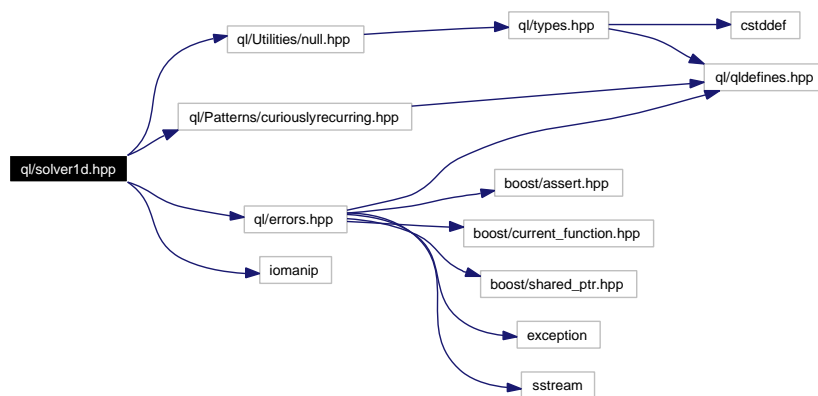 ql/types.hpp
cstddef
ql/Utilities/null.hpp
ql/qldefines.hpp
ql/Patterns/curiouslyrecurring.hpp
ql/solver1d.hpp
boost/assert.hpp
ql/errors.hpp
boost/current_function.hpp
iomanip
boost/shared_ptr.hpp
exception
sstream